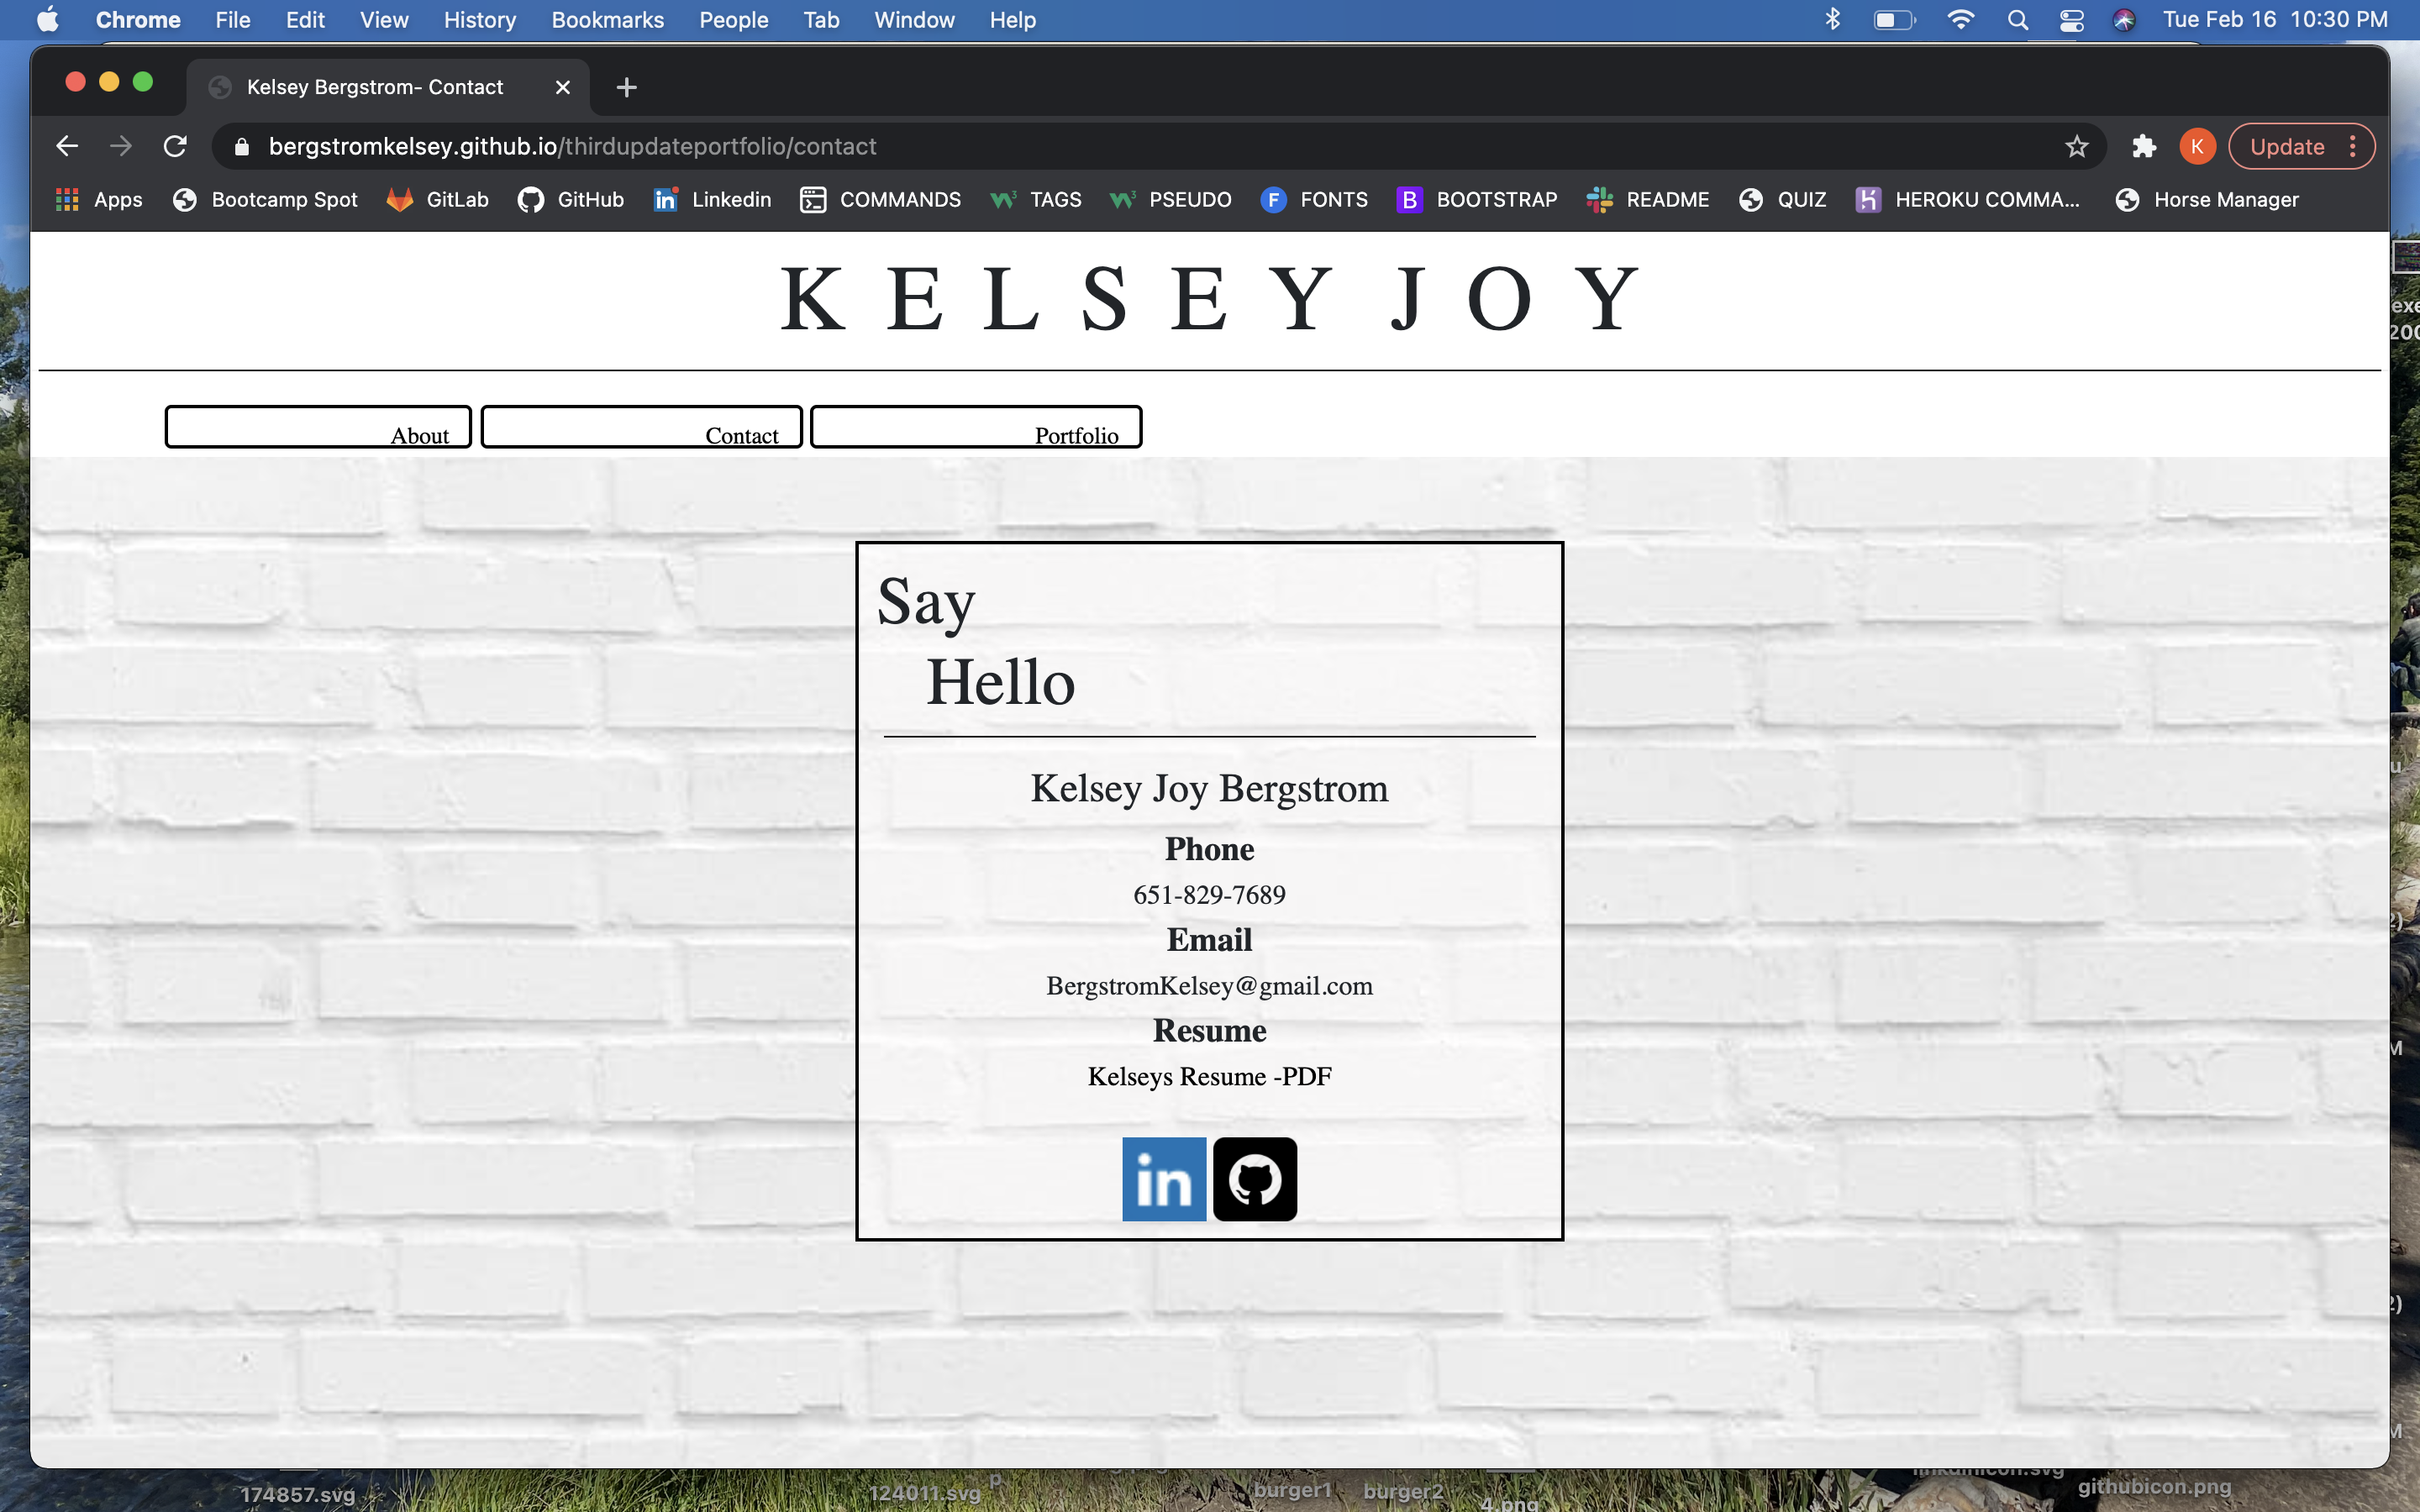 Chrome File Edit View History Bookmarks People Tab Window Help Tue Feb 16 10:30 PM
Kelsey Bergstrom- Contact
bergstromkelsey.github.io/thirdupdateportfolio/contact K Update
Apps Bootcamp Spot GitLab GitHub in Linkedin COMMANDS TAGS PSEUDO F FONTS B BOOTSTRAP README QUIZ HEROKU COMMA... Horse Manager
K E L S E Y J O Y
About Contact Portfolio
Say
Hello
Kelsey Joy Bergstrom
Phone
651-829-7689
Email
BergstromKelsey@gmail.com
Resume
Kelseys Resume -PDF
in
174857.svg 124011.svg burger1 burger2 4.png githubicon.png